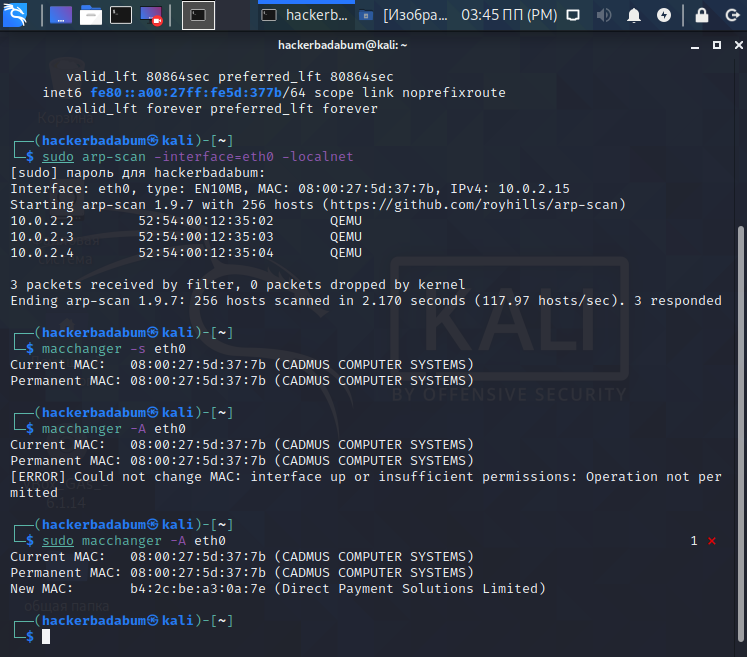 hackerb...
[Изобра...
03:45 ПП (PM)
hackerbadabum@kali: ~
valid_lft 80864sec preferred_lft 80864sec
inet6 fe80::a00:27ff:fe5d:377b/64 scope link noprefixroute
valid_lft forever preferred_lft forever
┌──(hackerbadabum㉿kali)-[~]
└─$ sudo arp-scan -interface=eth0 -localnet
[sudo] пароль для hackerbadabum:
Interface: eth0, type: EN10MB, MAC: 08:00:27:5d:37:7b, IPv4: 10.0.2.15
Starting arp-scan 1.9.7 with 256 hosts (https://github.com/royhills/arp-scan)
10.0.2.2 52:54:00:12:35:02 QEMU
10.0.2.3 52:54:00:12:35:03 QEMU
10.0.2.4 52:54:00:12:35:04 QEMU
3 packets received by filter, 0 packets dropped by kernel
Ending arp-scan 1.9.7: 256 hosts scanned in 2.170 seconds (117.97 hosts/sec). 3 responded
┌──(hackerbadabum㉿kali)-[~]
└─$ macchanger -s eth0
Current MAC: 08:00:27:5d:37:7b (CADMUS COMPUTER SYSTEMS)
Permanent MAC: 08:00:27:5d:37:7b (CADMUS COMPUTER SYSTEMS)
┌──(hackerbadabum㉿kali)-[~]
└─$ macchanger -A eth0
Current MAC: 08:00:27:5d:37:7b (CADMUS COMPUTER SYSTEMS)
Permanent MAC: 08:00:27:5d:37:7b (CADMUS COMPUTER SYSTEMS)
[ERROR] Could not change MAC: interface up or insufficient permissions: Operation not per
mitted
┌──(hackerbadabum㉿kali)-[~]
└─$ sudo macchanger -A eth0 1 ⨯
Current MAC: 08:00:27:5d:37:7b (CADMUS COMPUTER SYSTEMS)
Permanent MAC: 08:00:27:5d:37:7b (CADMUS COMPUTER SYSTEMS)
New MAC: b4:2c:be:a3:0a:7e (Direct Payment Solutions Limited)
┌──(hackerbadabum㉿kali)-[~]
└─$
Корзина
KALI
BY OFFENSIVE SECURITY
6.1.14
общая папка